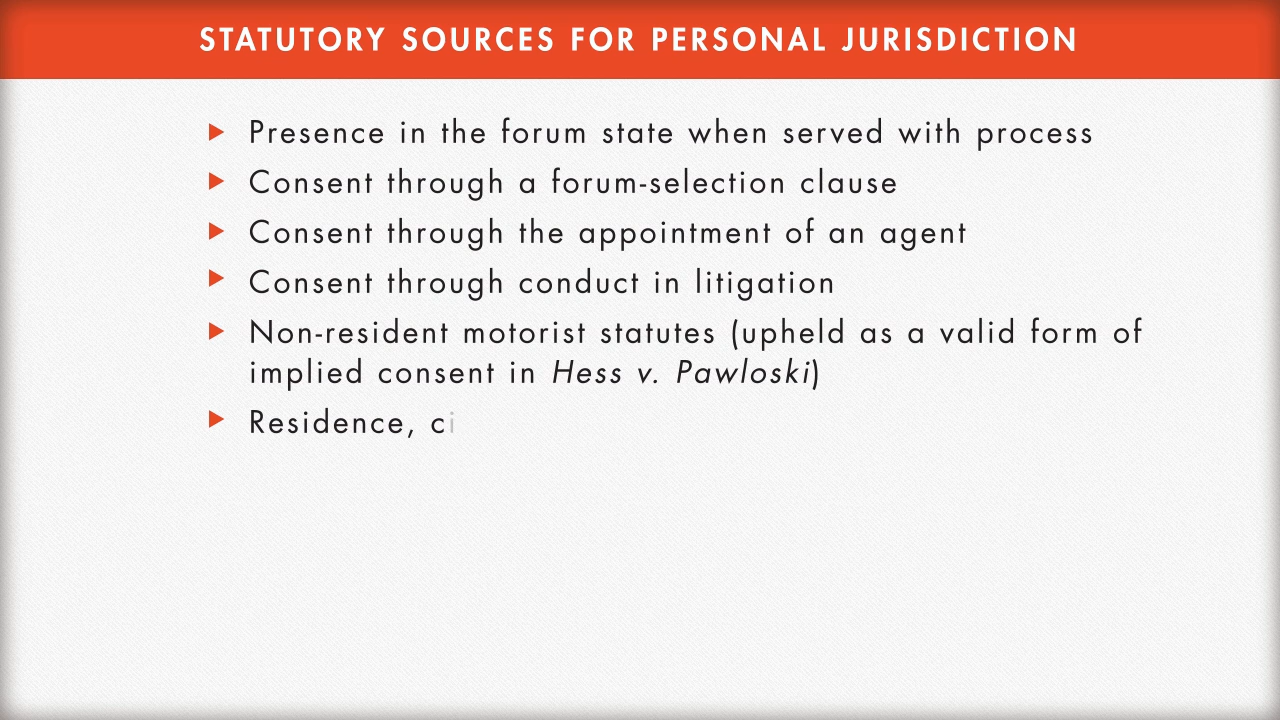 STATUTORY SOURCES FOR PERSONAL JURISDICTION
Presence in the forum state when served with process
Consent through a forum-selection clause
Consent through the appointment of an agent
Consent through conduct in litigation
Non-resident motorist statutes (upheld as a valid form of
implied consent in Hess v. Pawloski)
Residence, ci